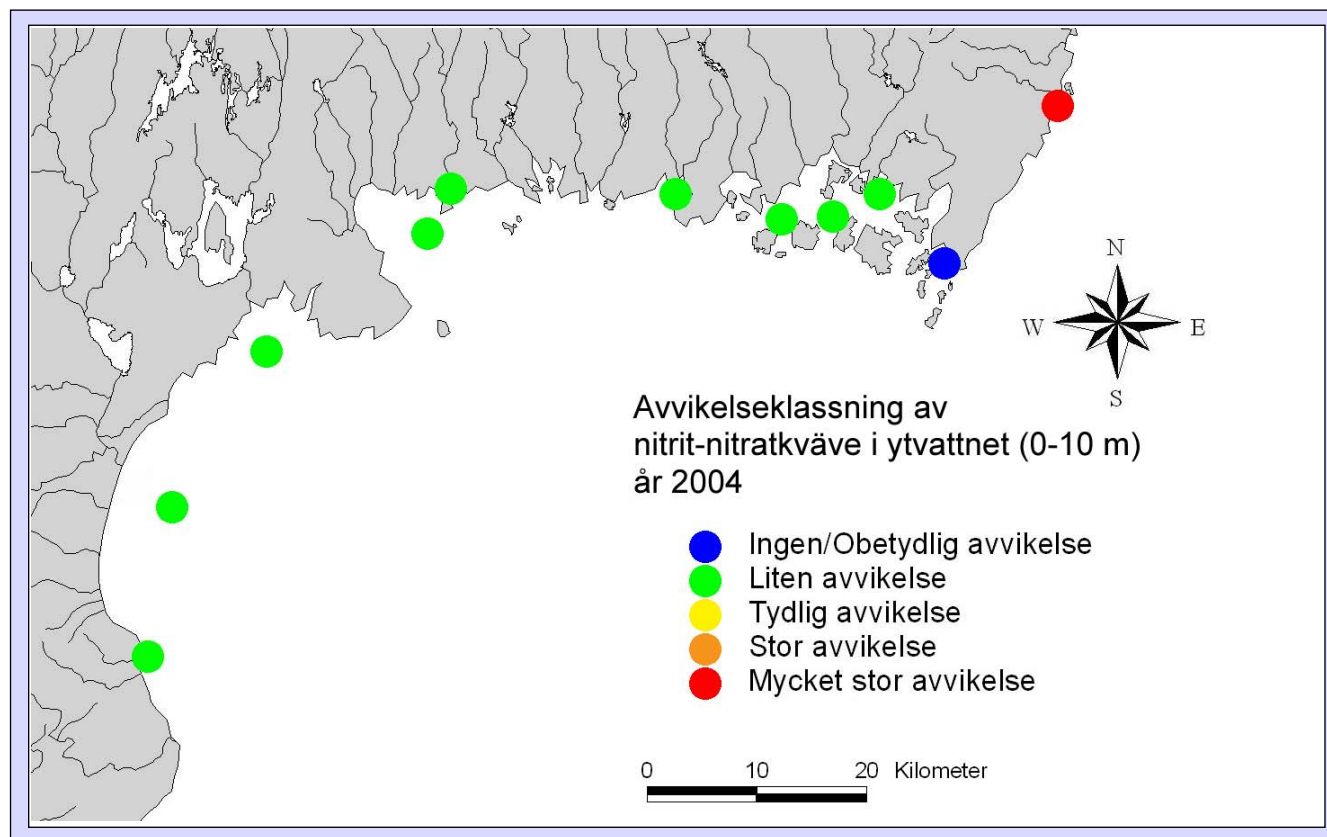 N
W E
S
Avvikelseklassning av
nitrit-nitratkväve i ytvattnet (0-10 m)
år 2004
Ingen/Obetydlig avvikelse
Liten avvikelse
Tydlig avvikelse
Stor avvikelse
Mycket stor avvikelse
0 10 20 Kilometer